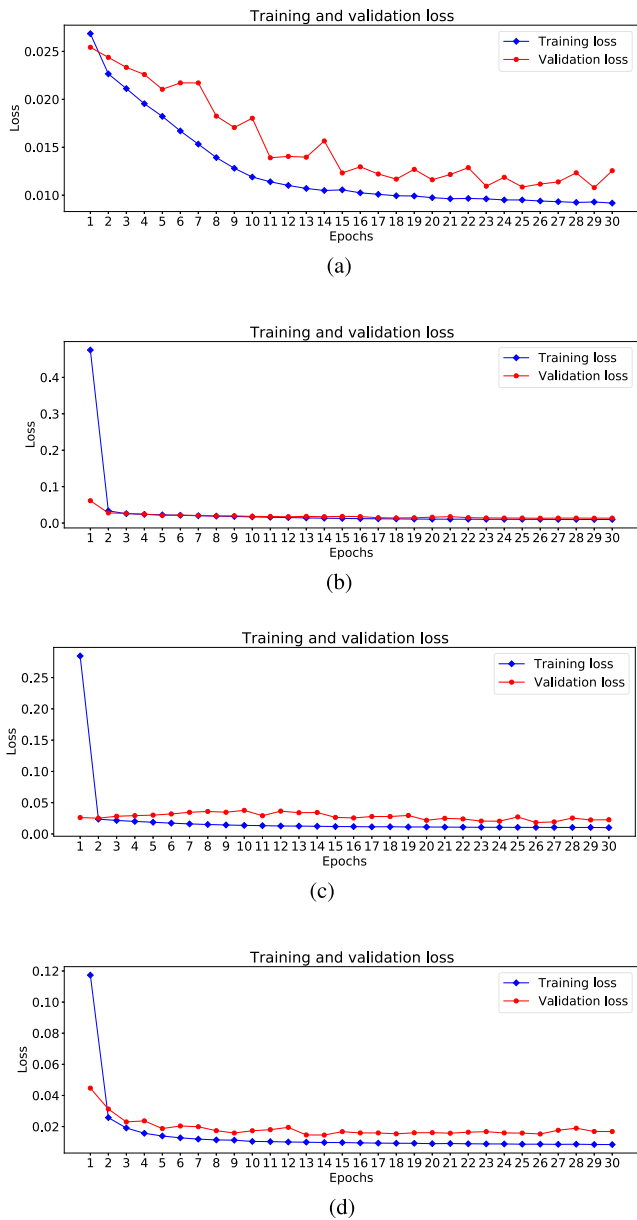 Training and validation loss
0.025
0.020
0.015
0.010
Loss
Training loss
Validation loss
1 2 3 4 5 6 7 8 9 10 11 12 13 14 15 16 17 18 19 20 21 22 23 24 25 26 27 28 29 30
Epochs
(a)
Training and validation loss
0.4
0.3
0.2
0.1
0.0
Loss
Training loss
Validation loss
1 2 3 4 5 6 7 8 9 10 11 12 13 14 15 16 17 18 19 20 21 22 23 24 25 26 27 28 29 30
Epochs
(b)
Training and validation loss
0.25
0.20
0.15
0.10
0.05
0.00
Loss
Training loss
Validation loss
1 2 3 4 5 6 7 8 9 10 11 12 13 14 15 16 17 18 19 20 21 22 23 24 25 26 27 28 29 30
Epochs
(c)
Training and validation loss
0.12
0.10
0.08
0.06
0.04
0.02
Loss
Training loss
Validation loss
1 2 3 4 5 6 7 8 9 10 11 12 13 14 15 16 17 18 19 20 21 22 23 24 25 26 27 28 29 30
Epochs
(d)